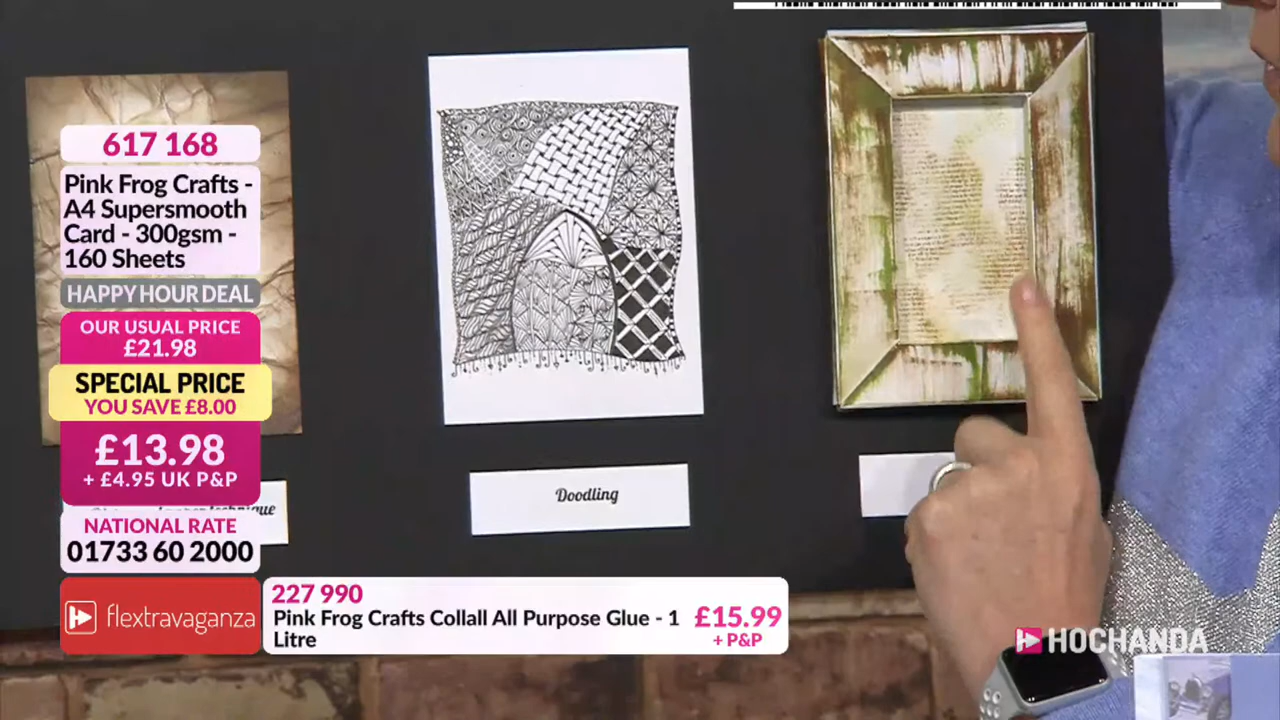 617 168
Pink Frog Crafts -
A4 Supersmooth
Card - 300gsm -
160 Sheets
HAPPY HOUR DEAL
OUR USUAL PRICE
£21.98
SPECIAL PRICE
YOU SAVE £8.00
£13.98
+ £4.95 UK P&P
NATIONAL RATE
01733 60 2000
Doodling
flextravaganza
227 990
Pink Frog Crafts Collall All Purpose Glue - 1
Litre
£15.99
+ P&P
HOCHANDA